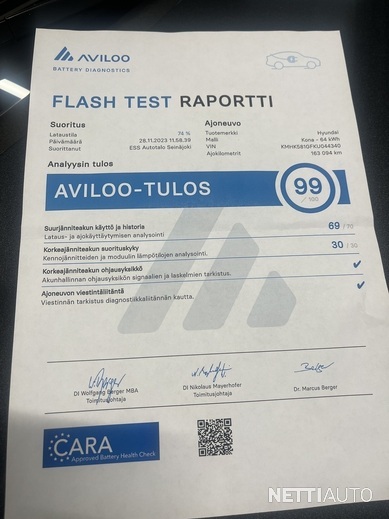 AVILOO
BATTERY DIAGNOSTICS
FLASH TEST RAPORTTI
Suoritus
Lataustila 74 %
Päivämäärä 28.11.2023 11.58.39
Suorittanut ESS Autotalo Seinäjoki
Ajoneuvo
Tuotemerkki Hyundai
Malli Kona - 64 kWh
VIN KMHK581GFKU044340
Ajokilometrit 163 094 km
Analyysin tulos
AVILOO-TULOS 99 / 100
Suurjänniteakun käyttö ja historia 69 / 70
Lataus- ja ajokäyttäytymisen analysointi
Korkeajänniteakun suorituskyky 30 / 30
Kennojännitteiden ja moduulin lämpötilojen analysointi.
Korkeajänniteakun ohjausyksikkö
Akunhallinnan ohjausyksikön signaalien ja laskelmien tarkistus.
Ajoneuvon viestintäliitäntä
Viestinnän tarkistus diagnostiikkaliitännän kautta.
DI Wolfgang Berger MBA
Toimitusjohtaja
DI Nikolaus Mayerhofer
Toimitusjohtaja
Dr. Marcus Berger
CARA
Approved Battery Health Check
NETTIAUTO